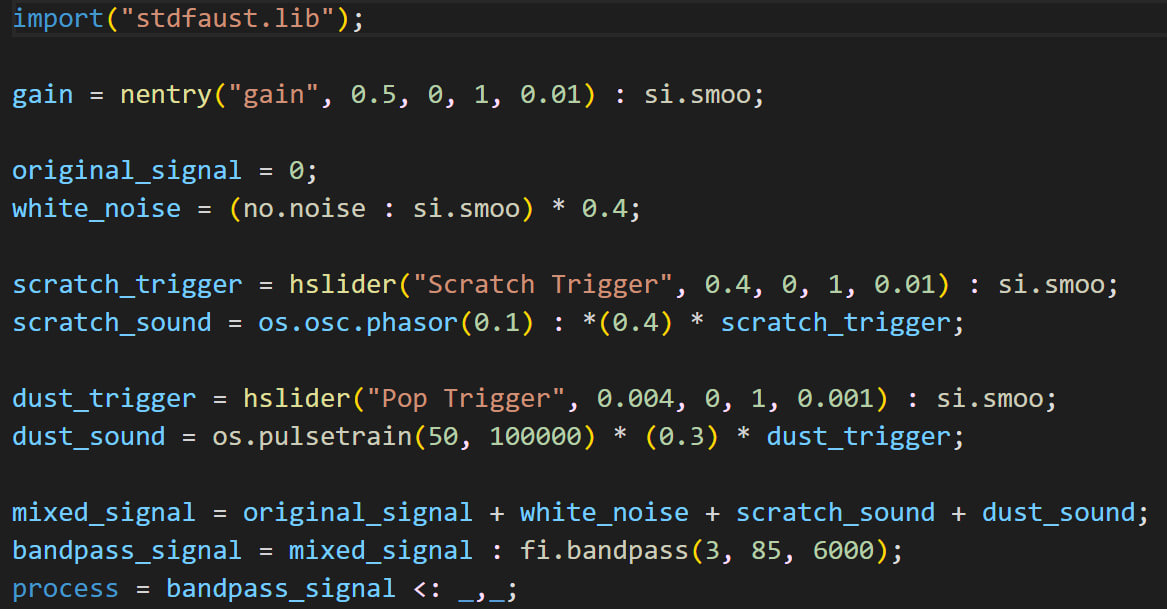 import("stdfaust.lib");
gain = nentry("gain", 0.5, 0, 1, 0.01) : si.smoo;
original_signal = 0;
white_noise = (no.noise : si.smoo) * 0.4;
scratch_trigger = hslider("Scratch Trigger", 0.4, 0, 1, 0.01) : si.smoo;
scratch_sound = os.osc.phasor(0.1) : *(0.4) * scratch_trigger;
dust_trigger = hslider("Pop Trigger", 0.004, 0, 1, 0.001) : si.smoo;
dust_sound = os.pulsetrain(50, 100000) * (0.3) * dust_trigger;
mixed_signal = original_signal + white_noise + scratch_sound + dust_sound;
bandpass_signal = mixed_signal : fi.bandpass(3, 85, 6000);
process = bandpass_signal <: _,_;